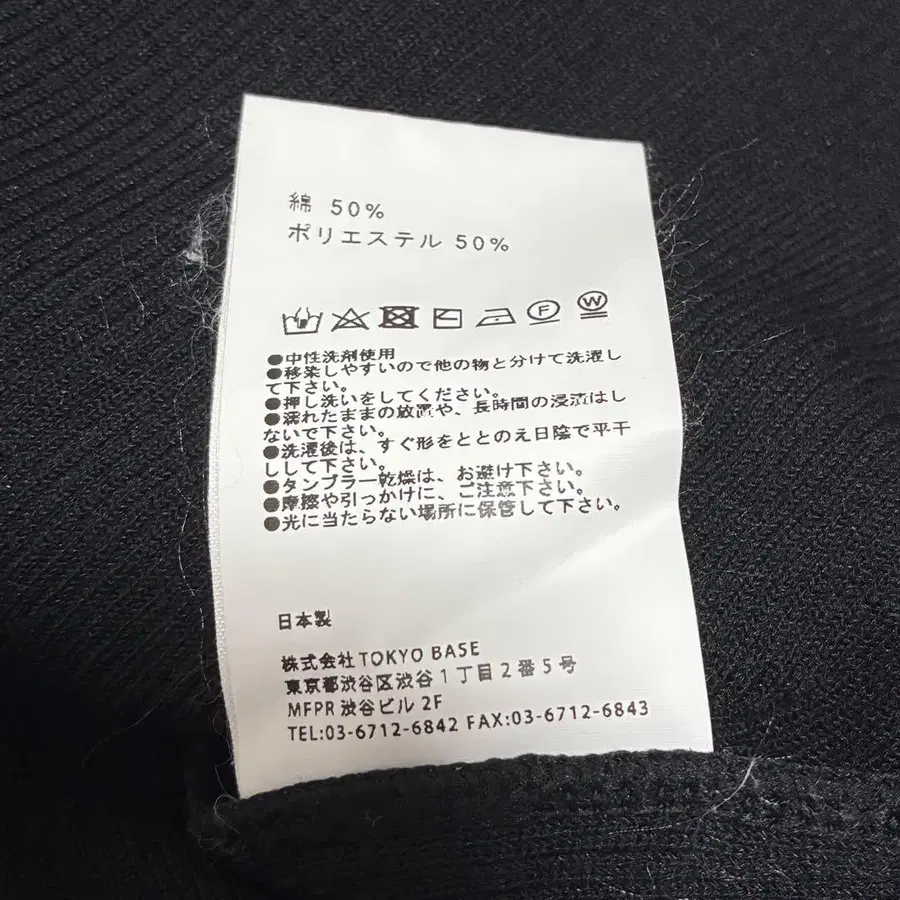 綿 50%
ポリエステル 50%
F
W
●中性洗剤使用
●移染しやすいので他の物と分けて洗濯し
て下さい。
●押し洗いをしてください。
●濡れたままの放置や、長時間の浸漬はし
ないで下さい。
●洗濯後は、すぐ形をととのえ日陰で平干
しして下さい。
●タンブラー乾燥は、お避け下さい。
●摩擦や引っかけに、ご注意下さい。
●光に当たらない場所に保管して下さい。
日本製
株式会社 TOKYO BASE
東京都渋谷区渋谷 1 丁目 2 番 5 号
MFPR 渋谷ビル 2F
TEL:03-6712-6842 FAX:03-6712-6843